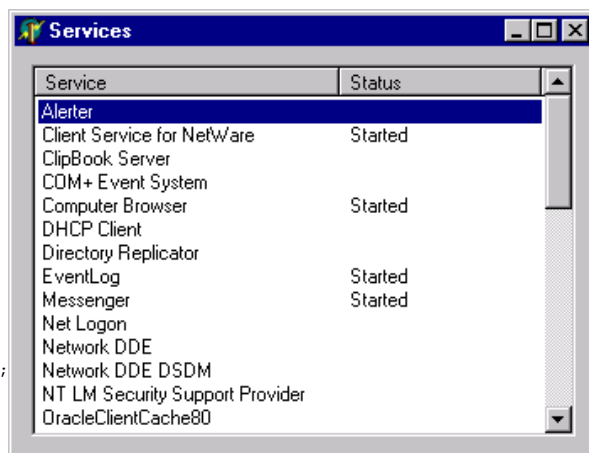 Services
Service Status
Alerter
Client Service for NetWare Started
ClipBook Server
COM+ Event System
Computer Browser Started
DHCP Client
Directory Replicator
EventLog Started
Messenger Started
Net Logon
Network DDE
; Network DDE DSDM
NT LM Security Support Provider
OracleClientCache80